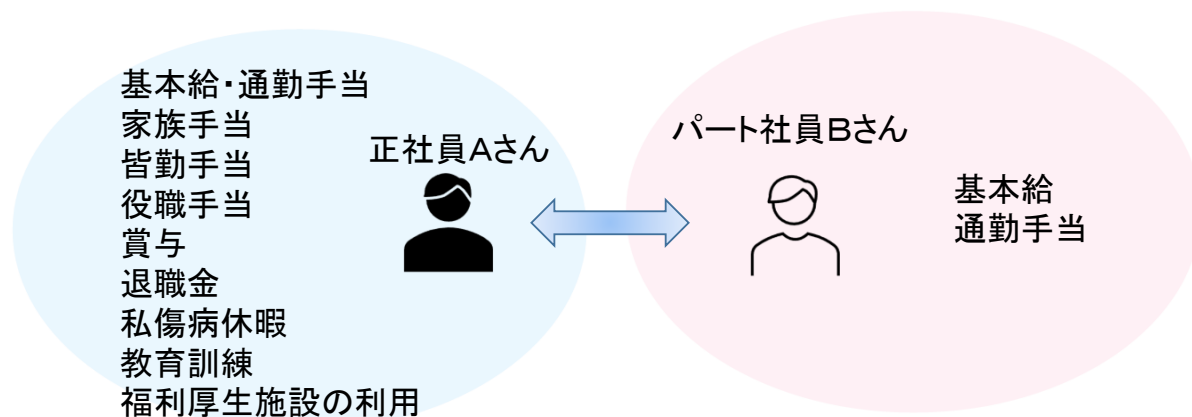 基本給・通勤手当
家族手当
皆勤手当
役職手当
賞与
退職金
私傷病休暇
教育訓練
福利厚生施設の利用
正社員Aさん
パート社員Bさん
基本給
通勤手当